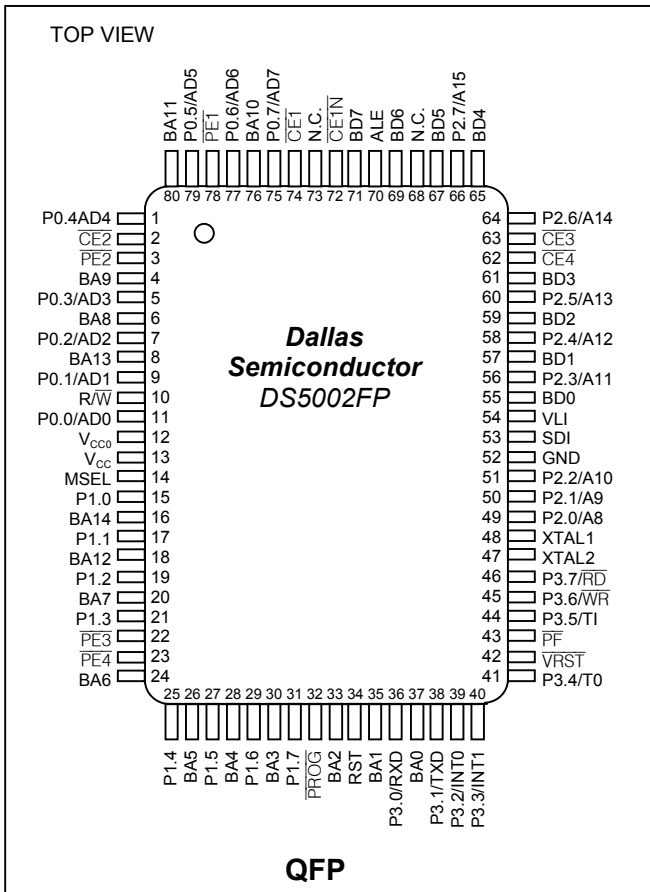 TOP VIEW
BA11
P0.5/AD5
PE1
P0.6/AD6
BA10
P0.7/AD7
CE1
N.C.
CE1N
BD7
ALE
BD6
N.C.
BD5
P2.7/A15
BD4
80 79 78 77 76 75 74 73 72 71 70 69 68 67 66 65
P0.4AD4 1
CE2 2
PE2 3
BA9 4
P0.3/AD3 5
BA8 6
P0.2/AD2 7
BA13 8
P0.1/AD1 9
R/W 10
P0.0/AD0 11
VCC0 12
VCC 13
MSEL 14
P1.0 15
BA14 16
P1.1 17
BA12 18
P1.2 19
BA7 20
P1.3 21
PE3 22
PE4 23
BA6 24
Dallas
Semiconductor
DS5002FP
64 P2.6/A14
63 CE3
62 CE4
61 BD3
60 P2.5/A13
59 BD2
58 P2.4/A12
57 BD1
56 P2.3/A11
55 BD0
54 VLI
53 SDI
52 GND
51 P2.2/A10
50 P2.1/A9
49 P2.0/A8
48 XTAL1
47 XTAL2
46 P3.7/RD
45 P3.6/WR
44 P3.5/TI
43 PF
42 VRST
41 P3.4/T0
25 26 27 28 29 30 31 32 33 34 35 36 37 38 39 40
P1.4
BA5
P1.5
BA4
P1.6
BA3
P1.7
PROG
BA2
RST
BA1
P3.0/RXD
BA0
P3.1/TXD
P3.2/INT0
P3.3/INT1
QFP